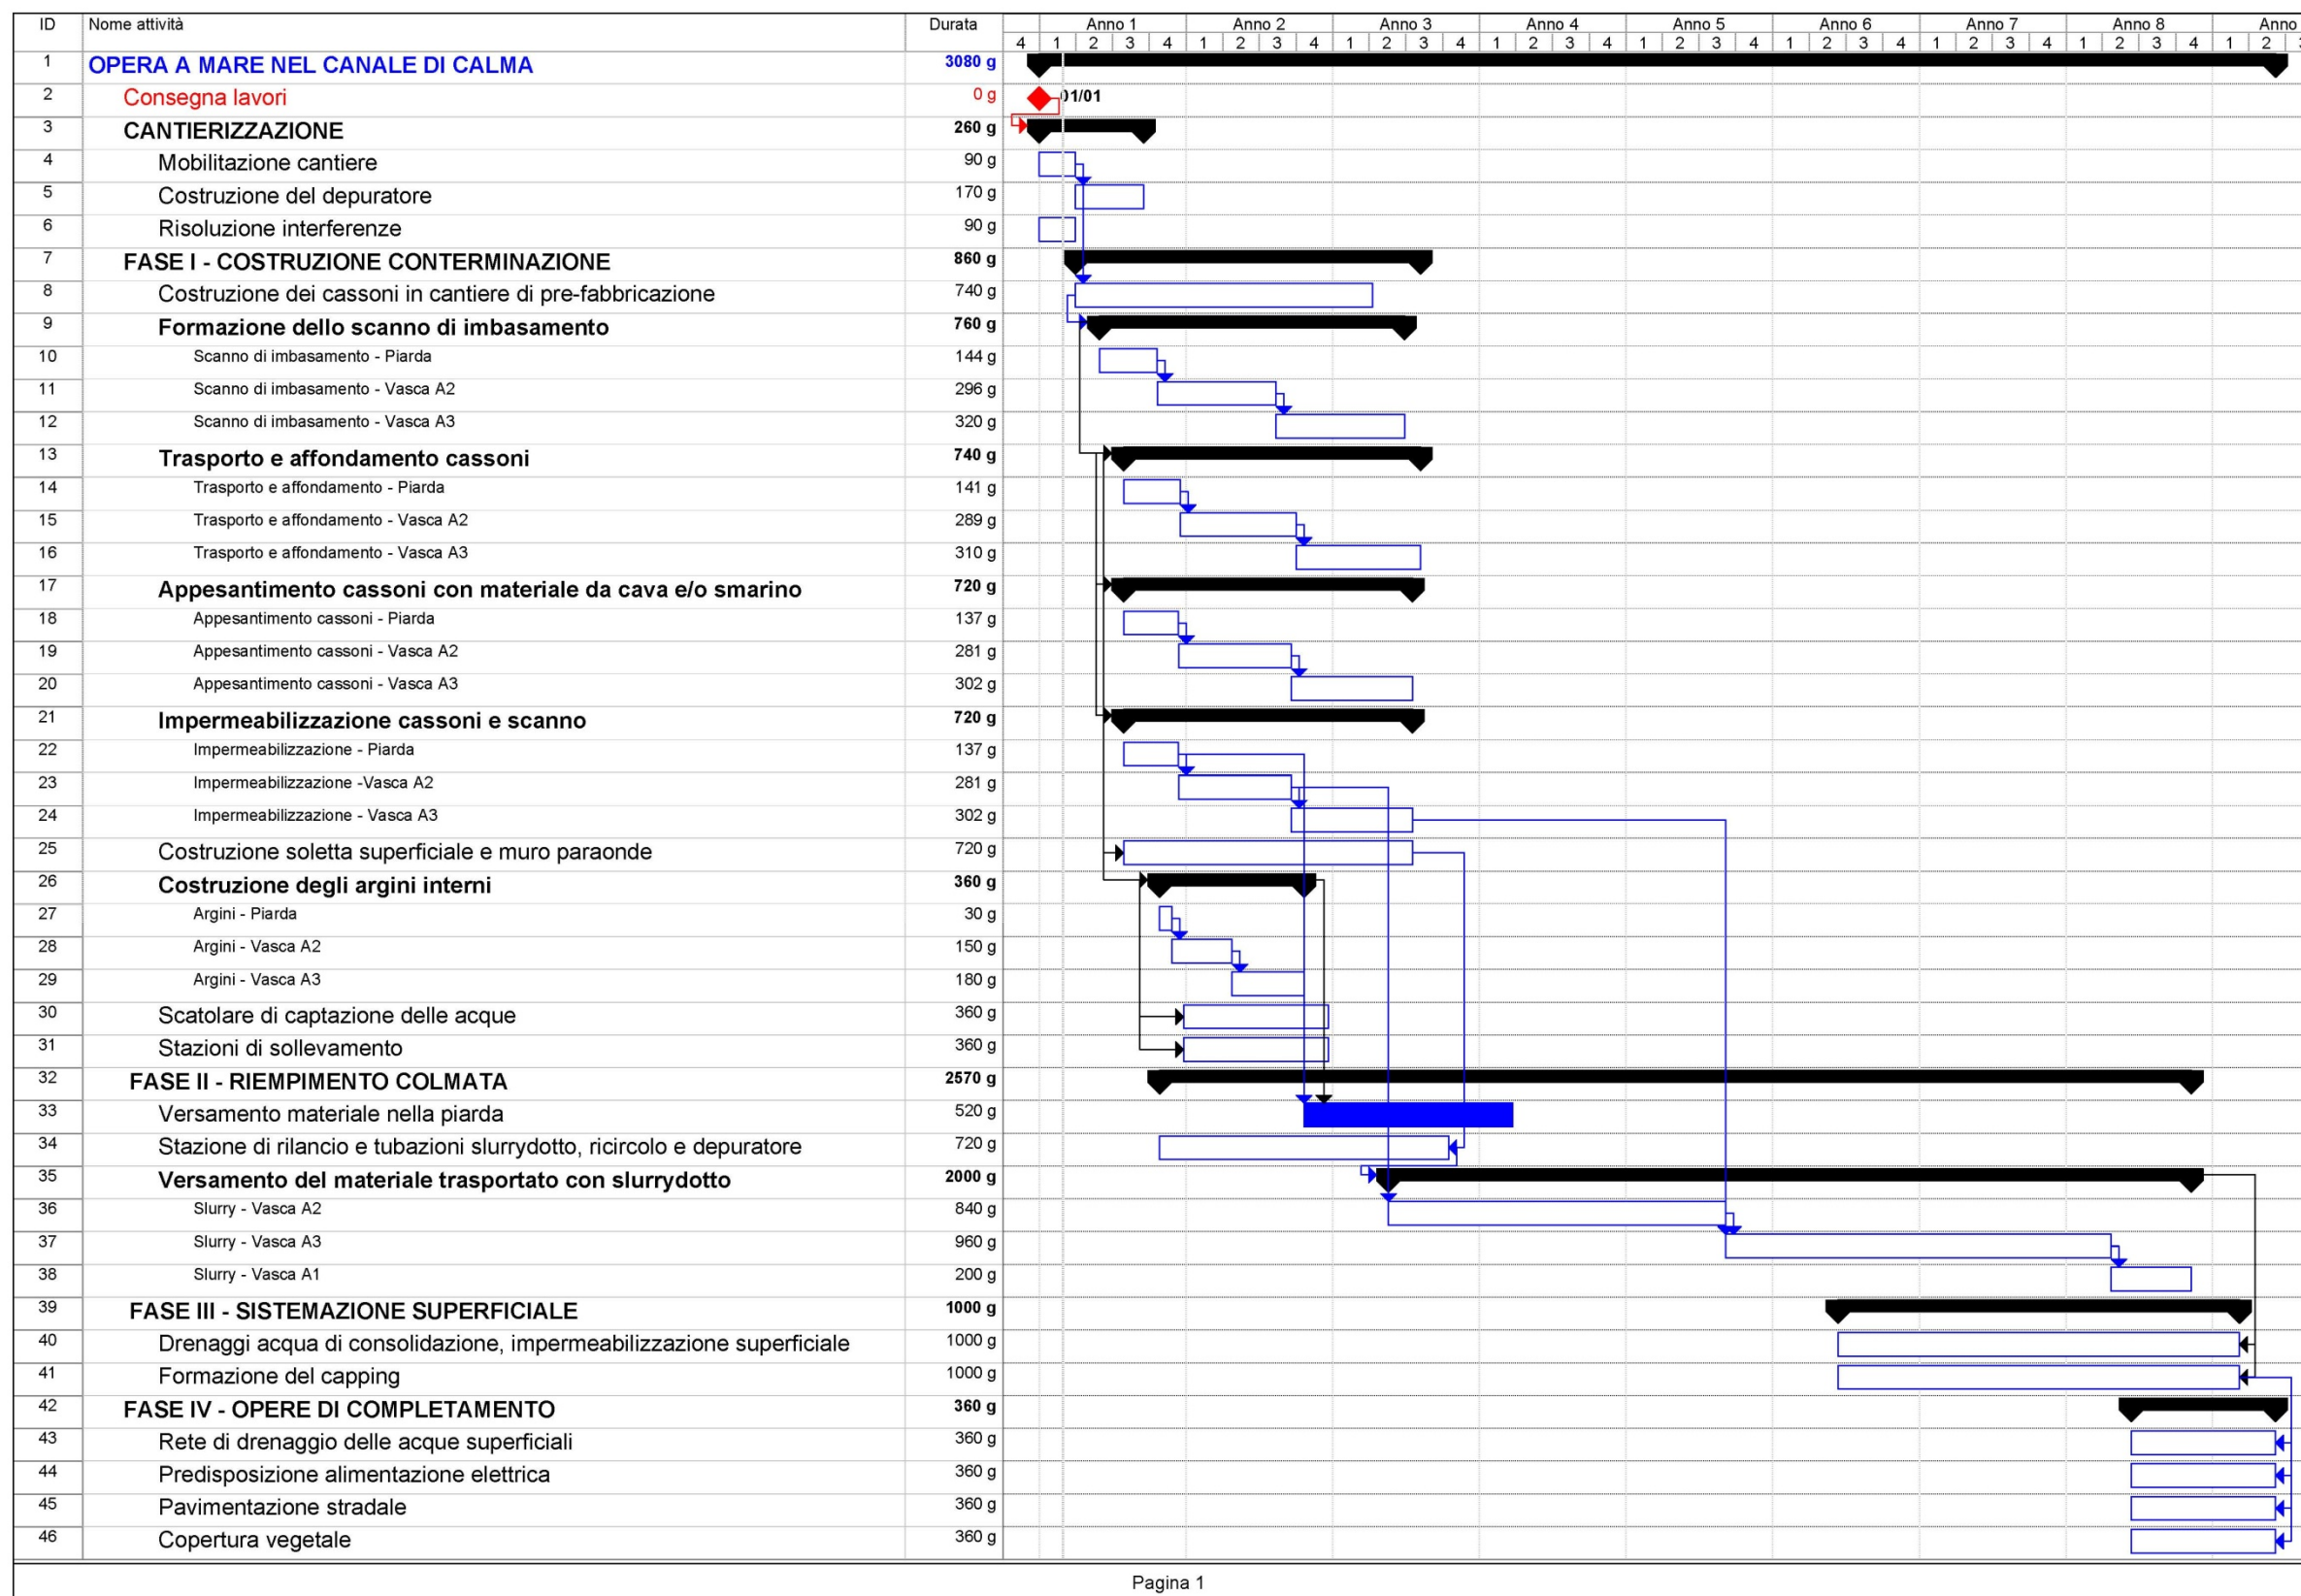 ID Nome attività Durata Anno 1 Anno 2 Anno 3 Anno 4 Anno 5 Anno 6 Anno 7 Anno 8 Anno
4 1 2 3 4 1 2 3 4 1 2 3 4 1 2 3 4 1 2 3 4 1 2 3 4 1 2 3 4 1 2 3 4 1 2
1 OPERA A MARE NEL CANALE DI CALMA 3080 g
2 Consegna lavori 0 g 01/01
3 CANTIERIZZAZIONE 260 g
4 Mobilitazione cantiere 90 g
5 Costruzione del depuratore 170 g
6 Risoluzione interferenze 90 g
7 FASE I - COSTRUZIONE CONTERMINAZIONE 860 g
8 Costruzione dei cassoni in cantiere di pre-fabbricazione 740 g
9 Formazione dello scanno di imbasamento 760 g
10 Scanno di imbasamento - Piarda 144 g
11 Scanno di imbasamento - Vasca A2 296 g
12 Scanno di imbasamento - Vasca A3 320 g
13 Trasporto e affondamento cassoni 740 g
14 Trasporto e affondamento - Piarda 141 g
15 Trasporto e affondamento - Vasca A2 289 g
16 Trasporto e affondamento - Vasca A3 310 g
17 Appesantimento cassoni con materiale da cava e/o smarino 720 g
18 Appesantimento cassoni - Piarda 137 g
19 Appesantimento cassoni - Vasca A2 281 g
20 Appesantimento cassoni - Vasca A3 302 g
21 Impermeabilizzazione cassoni e scanno 720 g
22 Impermeabilizzazione - Piarda 137 g
23 Impermeabilizzazione -Vasca A2 281 g
24 Impermeabilizzazione - Vasca A3 302 g
25 Costruzione soletta superficiale e muro paraonde 720 g
26 Costruzione degli argini interni 360 g
27 Argini - Piarda 30 g
28 Argini - Vasca A2 150 g
29 Argini - Vasca A3 180 g
30 Scatolare di captazione delle acque 360 g
31 Stazioni di sollevamento 360 g
32 FASE II - RIEMPIMENTO COLMATA 2570 g
33 Versamento materiale nella piarda 520 g
34 Stazione di rilancio e tubazioni slurrydotto, ricircolo e depuratore 720 g
35 Versamento del materiale trasportato con slurrydotto 2000 g
36 Slurry - Vasca A2 840 g
37 Slurry - Vasca A3 960 g
38 Slurry - Vasca A1 200 g
39 FASE III - SISTEMAZIONE SUPERFICIALE 1000 g
40 Drenaggi acqua di consolidazione, impermeabilizzazione superficiale 1000 g
41 Formazione del capping 1000 g
42 FASE IV - OPERE DI COMPLETAMENTO 360 g
43 Rete di drenaggio delle acque superficiali 360 g
44 Predisposizione alimentazione elettrica 360 g
45 Pavimentazione stradale 360 g
46 Copertura vegetale 360 g
Pagina 1